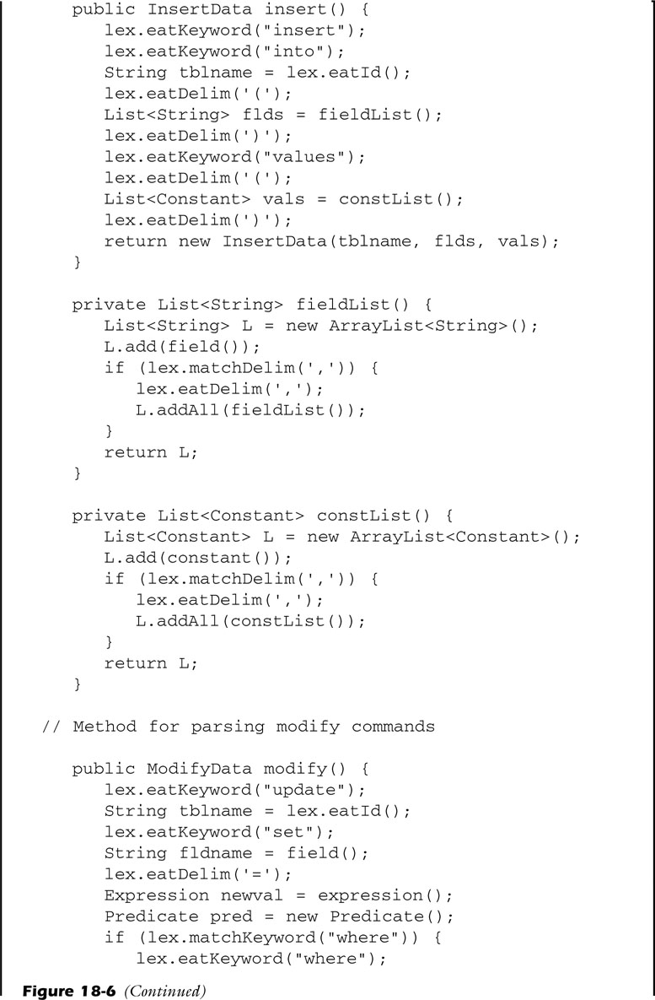 public InsertData insert() {
lex.eatKeyword("insert");
lex.eatKeyword("into");
String tblname = lex.eatId();
lex.eatDelim('(');
List<String> flds = fieldList();
lex.eatDelim(')');
lex.eatKeyword("values");
lex.eatDelim('(');
List<Constant> vals = constList();
lex.eatDelim(')');
return new InsertData(tblname, flds, vals);
}
private List<String> fieldList() {
List<String> L = new ArrayList<String>();
L.add(field());
if (lex.matchDelim(',')) {
lex.eatDelim(',');
L.addAll(fieldList());
}
return L;
}
private List<Constant> constList() {
List<Constant> L = new ArrayList<Constant>();
L.add(constant());
if (lex.matchDelim(',')) {
lex.eatDelim(',');
L.addAll(constList());
}
return L;
}
// Method for parsing modify commands
public ModifyData modify() {
lex.eatKeyword("update");
String tblname = lex.eatId();
lex.eatKeyword("set");
String fldname = field();
lex.eatDelim('=');
Expression newval = expression();
Predicate pred = new Predicate();
if (lex.matchKeyword("where")) {
lex.eatKeyword("where");
Figure 18-6 (Continued)